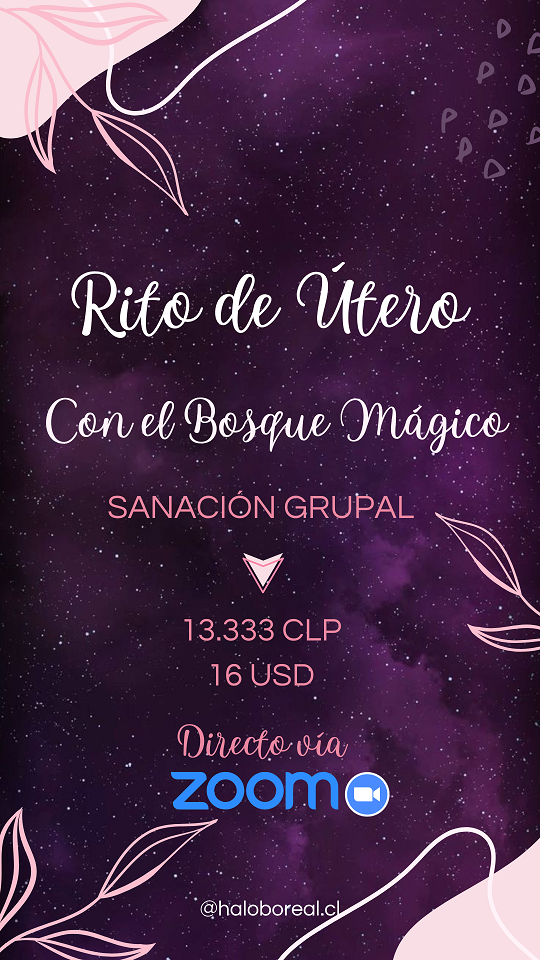 Rito de Útero
Con el Bosque Mágico
SANACIÓN GRUPAL
13.333 CLP
16 USD
Directo vía
zoom
@haloboreal.cl